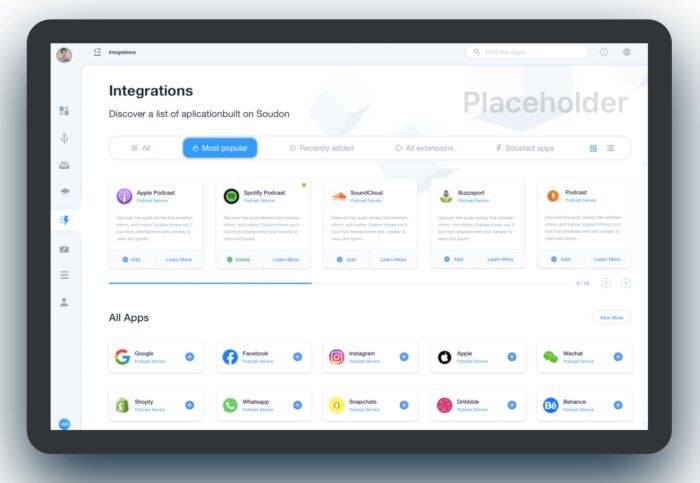 Integrations
Find the Apps...
Integrations
Placeholder
Discover a list of aplicationbuilt on Soudon
All
Most popular
Recently added
All extensions
Boosted apps
Apple Podcast
Podcast Service
Discover free audio stories that entertain,
inform, and inspire. Explore shows you'll
love from entertainment and comedy to
news and sports.
Add
Learn More
Spotify Podcast
Podcast Service
Discover free audio stories that entertain,
inform, and inspire. Explore shows you'll
love from entertainment and comedy to
news and sports.
Added
Learn More
SoundCloud
Podcast Service
Discover free audio stories that entertain,
inform, and inspire. Explore shows you'll
love from entertainment and comedy to
news and sports.
Add
Learn More
Buzzsport
Podcast Service
Discover free audio stories that entertain,
inform, and inspire. Explore shows you'll
love from entertainment and comedy to
news and sports.
Add
Learn More
Podcast
Podcast Service
Discover free audio stories that entertain,
inform, and inspire. Explore shows you'll
love from entertainment and comedy to
news and sports.
Add
Learn More
4 / 16
All Apps
View More
Google
Podcast Service
Facebook
Podcast Service
Instagram
Podcast Service
Apple
Podcast Service
Wechat
Podcast Service
Shopty
Podcast Service
Whatsapp
Podcast Service
Snapchats
Podcast Service
Dribbble
Podcast Service
Behance
Podcast Service